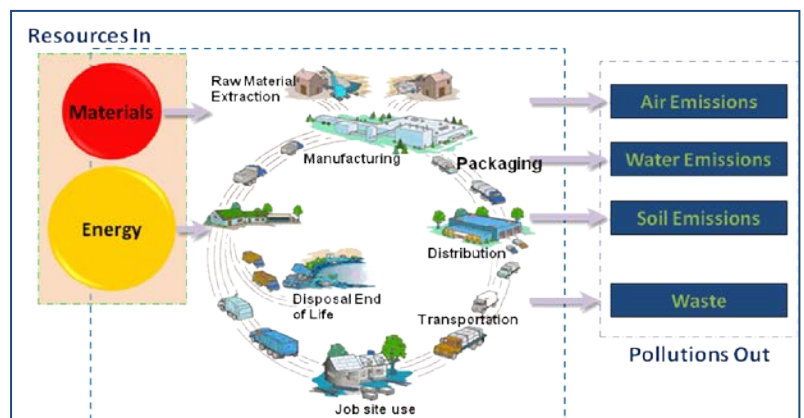 Resources In
Materials
Energy
Raw Material
Extraction
Manufacturing
Packaging
Distribution
Disposal End
of Life
Transportation
Job site use
Air Emissions
Water Emissions
Soil Emissions
Waste
Pollutions Out